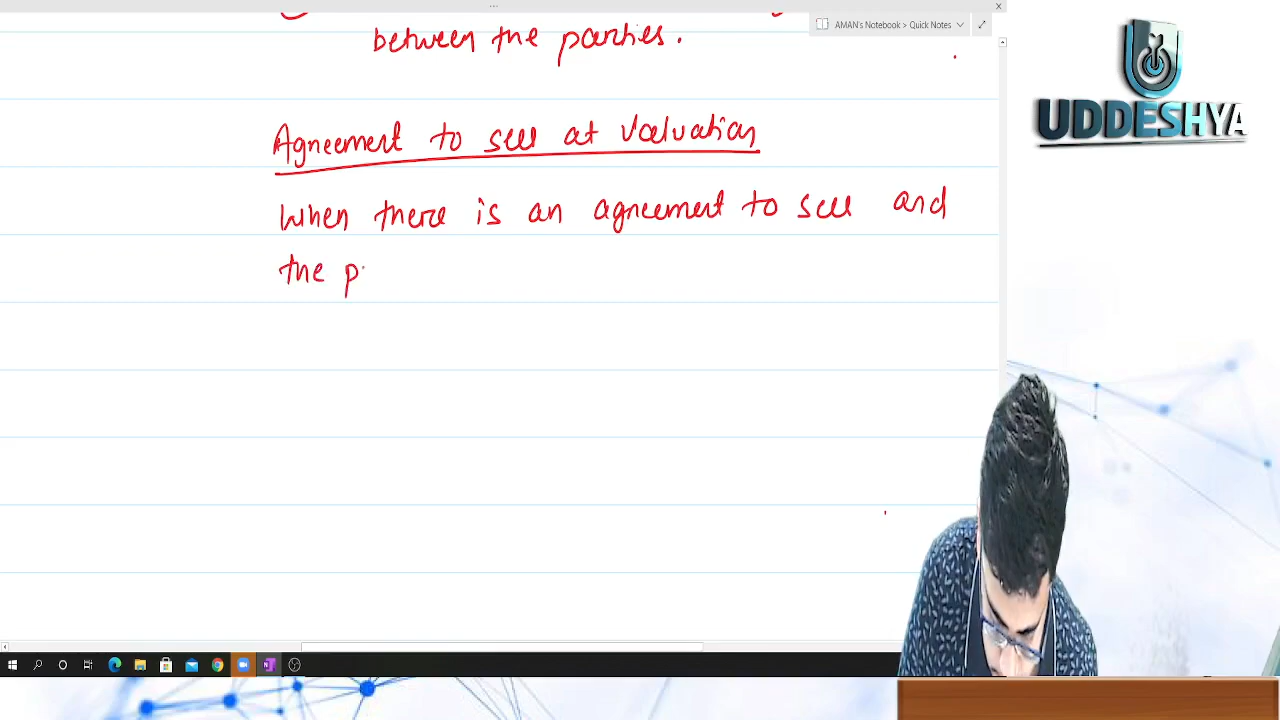 between the parties.
AMAN's Notebook > Quick Notes
UDDESHYA
Agreement to sell at Valuation
When there is an agreement to sell and
the p